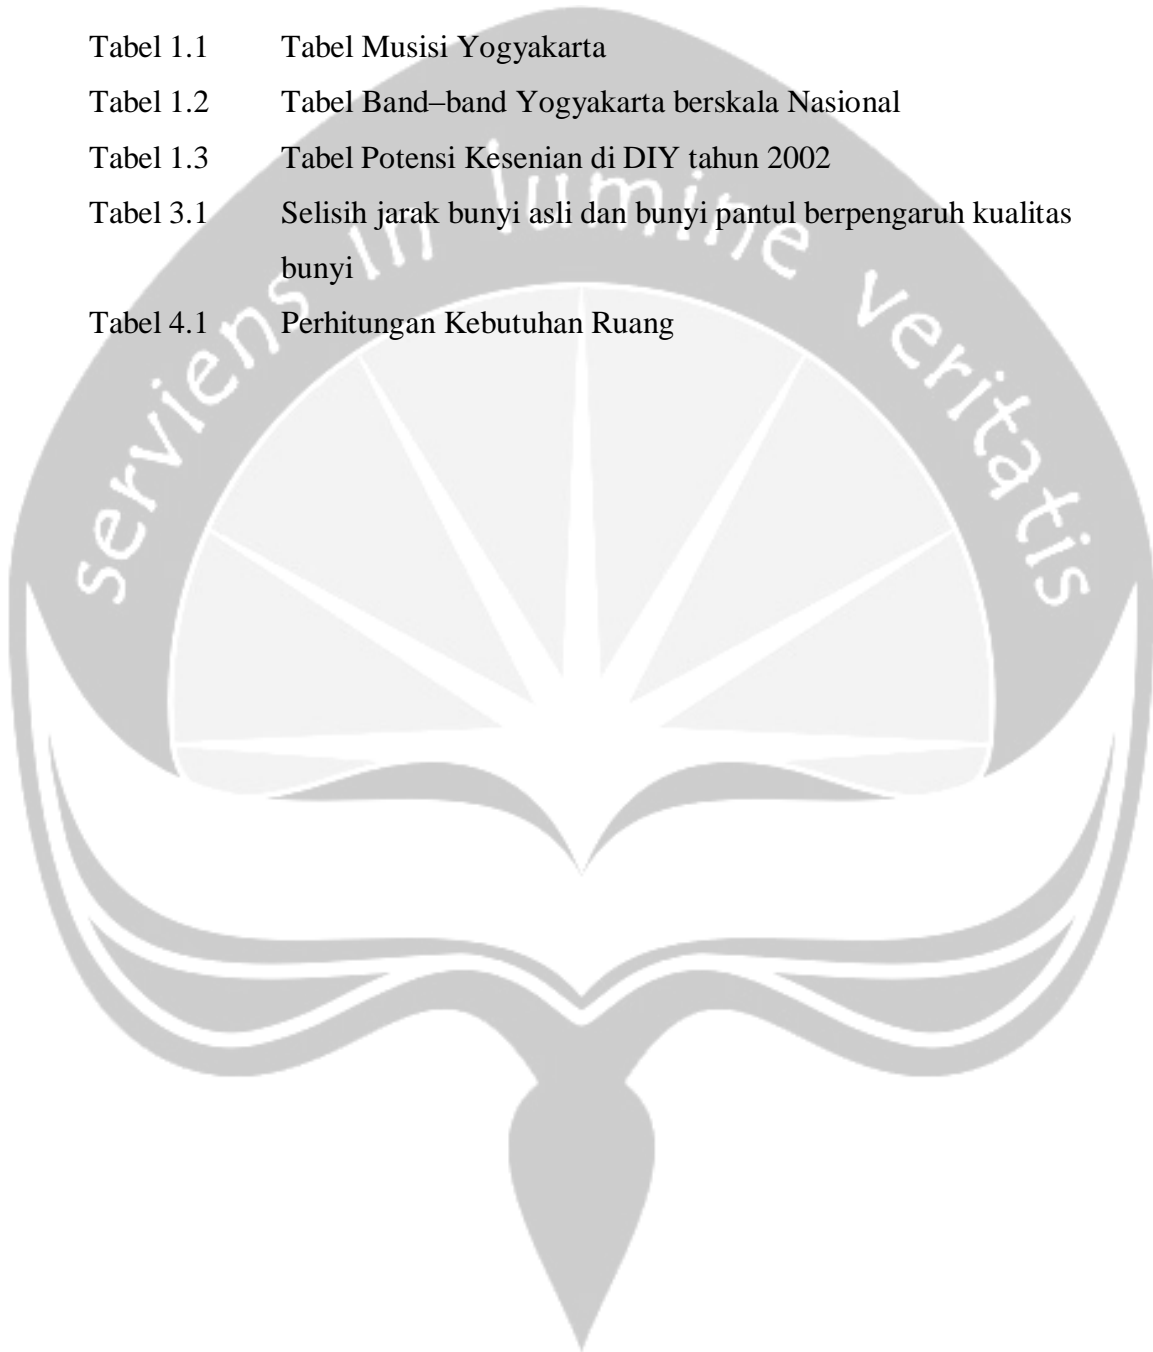 Tabel 1.1 Tabel Musisi Yogyakarta
Tabel 1.2 Tabel Band–band Yogyakarta berskala Nasional
Tabel 1.3 Tabel Potensi Kesenian di DIY tahun 2002
Tabel 3.1 Selisih jarak bunyi asli dan bunyi pantul berpengaruh kualitas
bunyi
Tabel 4.1 Perhitungan Kebutuhan Ruang
serviens in lumine veritatis